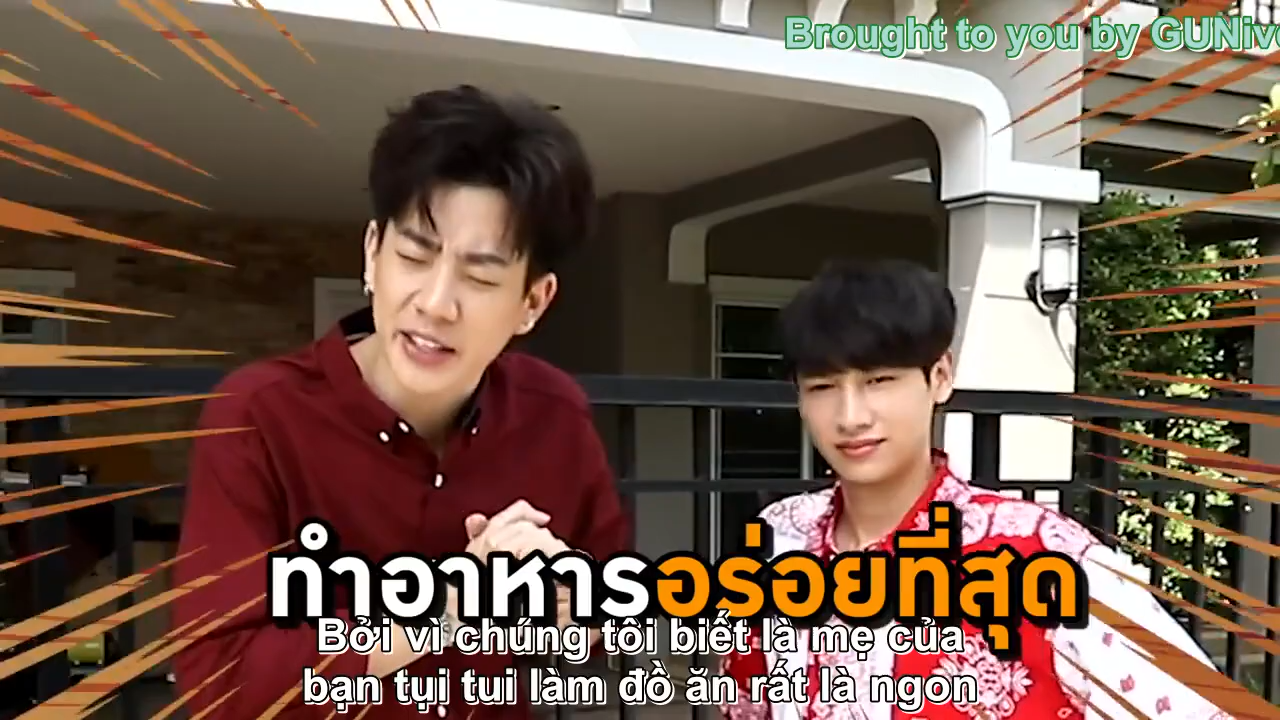 Brought to you by GUNive
ทำอาหารอร่อยที่สุด
Bởi vì chúng tôi biết là mẹ của
bạn tụi tui làm đồ ăn rất là ngon